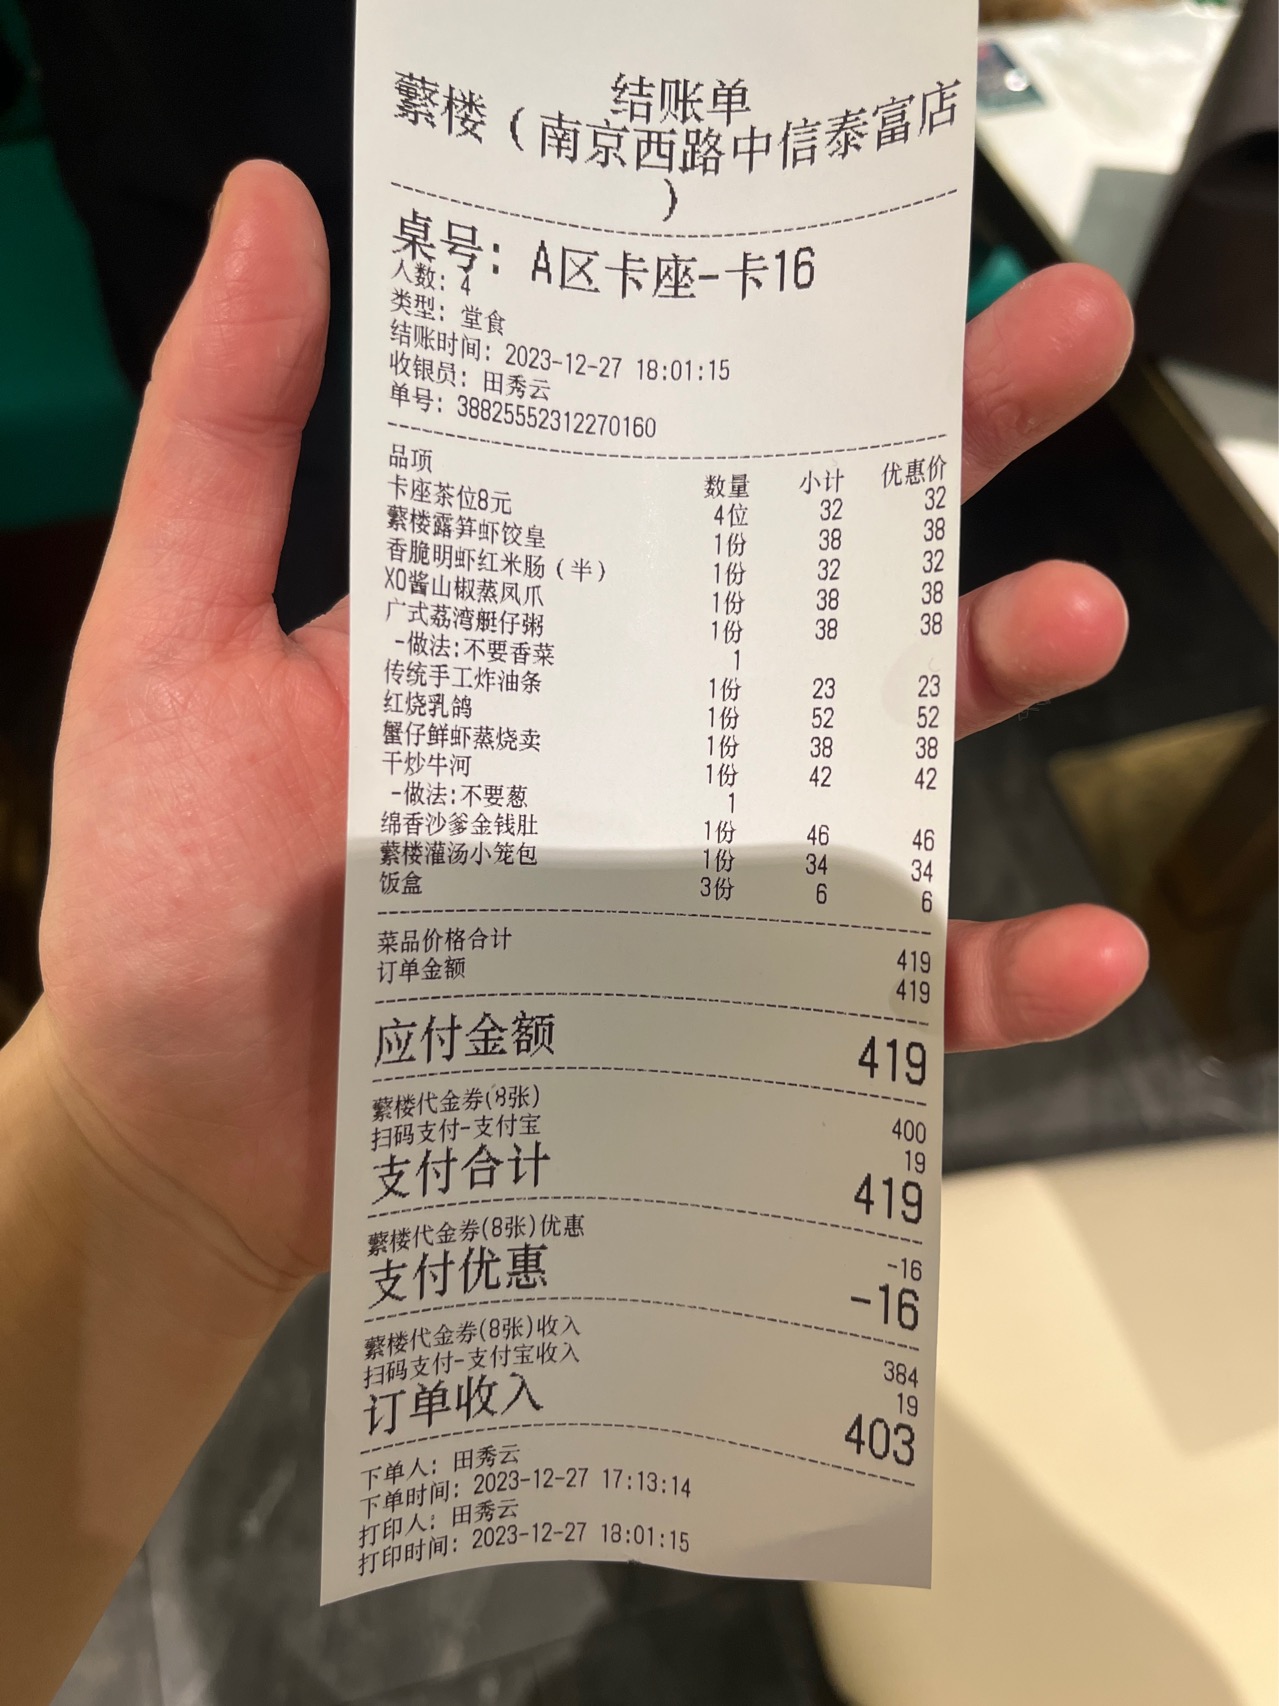 结账单
蘩楼（南京西路中信泰富店
）
桌号：A区卡座-卡16
人数：4
类型：堂食
结账时间：2023-12-27 18:01:15
收银员：田秀云
单号：38825552312270160
品项 数量 小计 优惠价
卡座茶位8元 4位 32 32
蘩楼露笋虾饺皇 1份 38 38
香脆明虾红米肠（半） 1份 32 32
XO酱山椒蒸凤爪 1份 38 38
广式荔湾艇仔粥 1份 38 38
-做法:不要香菜 1
传统手工炸油条 1份 23 23
红烧乳鸽 1份 52 52
蟹仔鲜虾蒸烧卖 1份 38 38
干炒牛河 1份 42 42
-做法:不要葱 1
绵香沙爹金钱肚 1份 46 46
蘩楼灌汤小笼包 1份 34 34
饭盒 3份 6 6
菜品价格合计 419
订单金额 419
应付金额 419
蘩楼代金券(8张) 400
扫码支付-支付宝 19
支付合计 419
蘩楼代金券(8张)优惠 -16
支付优惠 -16
蘩楼代金券(8张)收入 384
扫码支付-支付宝收入 19
订单收入 403
下单人：田秀云
下单时间：2023-12-27 17:13:14
打印人：田秀云
打印时间：2023-12-27 18:01:15